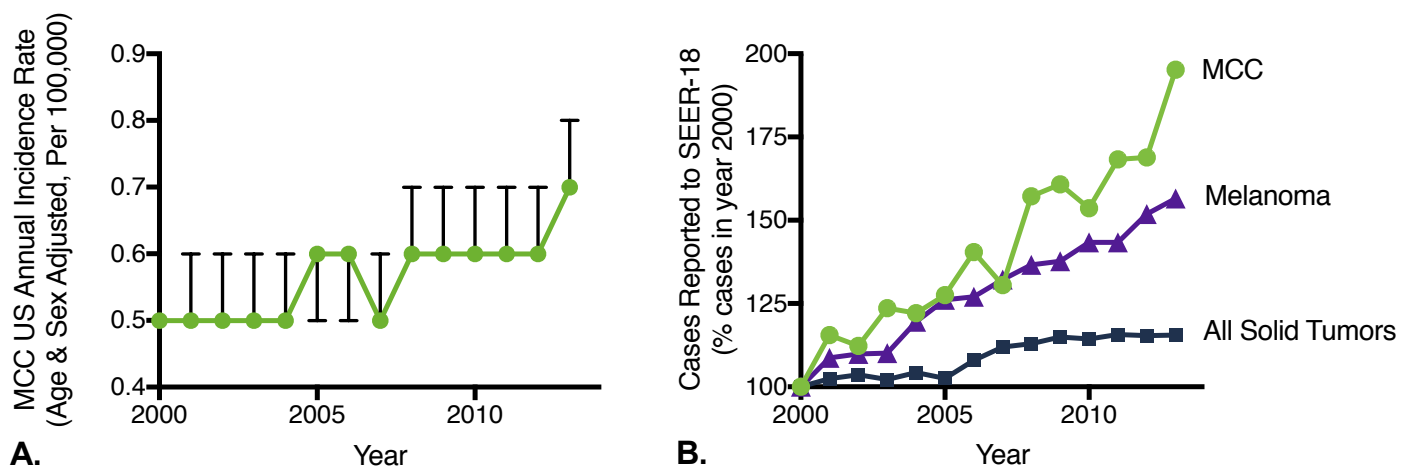 MCC US Annual Incidence Rate
(Age & Sex Adjusted, Per 100,000)
0.9
0.8
0.7
0.6
0.5
0.4
2000
2005
2010
Year
A.
Cases Reported to SEER-18
(% cases in year 2000)
200
175
150
125
100
2000
2005
2010
Year
MCC
Melanoma
All Solid Tumors
B.